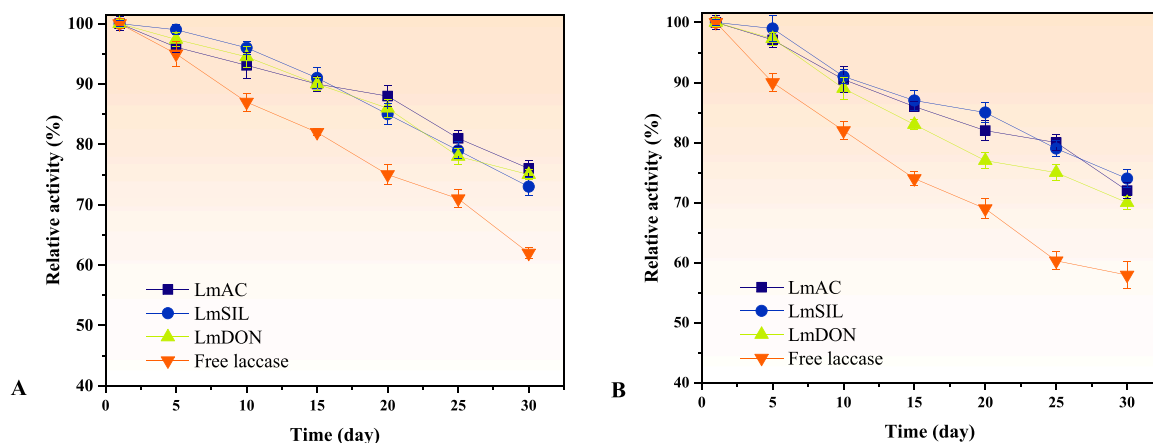 100
90
80
70
60
50
40
Relative activity (%)
LmAC
LmSIL
LmDON
Free laccase
0 5 10 15 20 25 30
Time (day)
A
100
90
80
70
60
50
40
Relative activity (%)
LmAC
LmSIL
LmDON
Free laccase
0 5 10 15 20 25 30
Time (day)
B